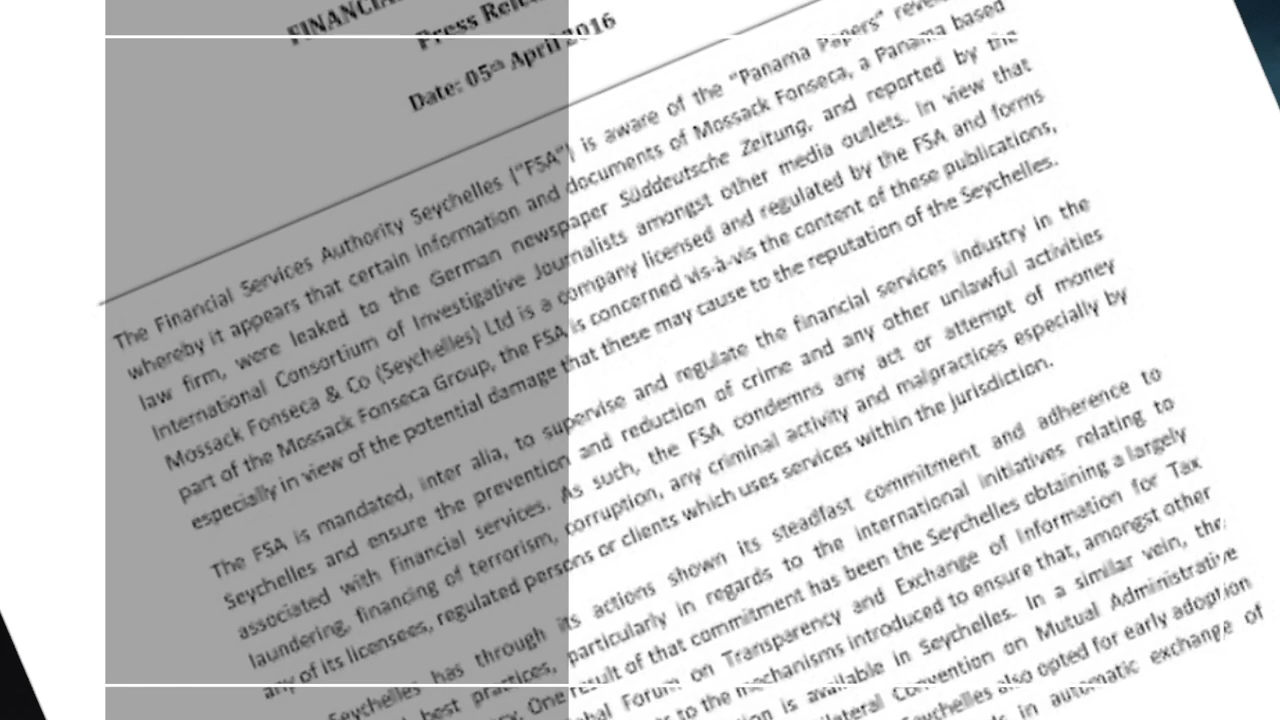 FINANCIA
Press Rele
Date: 05th April 2016
The Financial Services Authority Seychelles ("FSA") is aware of the "Panama Papers" reve
whereby it appears that certain information and documents of Mossack Fonseca, a Panama based
law firm, were leaked to the German newspaper Süddeutsche Zeitung, and reported by the
International Consortium of Investigative Journalists amongst other media outlets. In view that
Mossack Fonseca & Co (Seychelles) Ltd is a company licensed and regulated by the FSA and forms
part of the Mossack Fonseca Group, the FSA is concerned vis-à-vis the content of these publications,
especially in view of the potential damage that these may cause to the reputation of the Seychelles.
The FSA is mandated, inter alia, to supervise and regulate the financial services industry in the
Seychelles and ensure the prevention and reduction of crime and any other unlawful activities
associated with financial services. As such, the FSA condemns any act or attempt of money
laundering, financing of terrorism, corruption, any criminal activity and malpractices especially by
any of its licensees, regulated persons or clients which uses services within the jurisdiction.
Seychelles has through its actions shown its steadfast commitment and adherence to
best practices, particularly in regards to the international initiatives relating to
cy. One result of that commitment has been the Seychelles obtaining a largely
bal Forum on Transparency and Exchange of Information for Tax
to the mechanisms introduced to ensure that, amongst other
ion is available in Seychelles. In a similar vein, the
lateral Convention on Mutual Administrative
Seychelles also opted for early adoption
in automatic exchange of